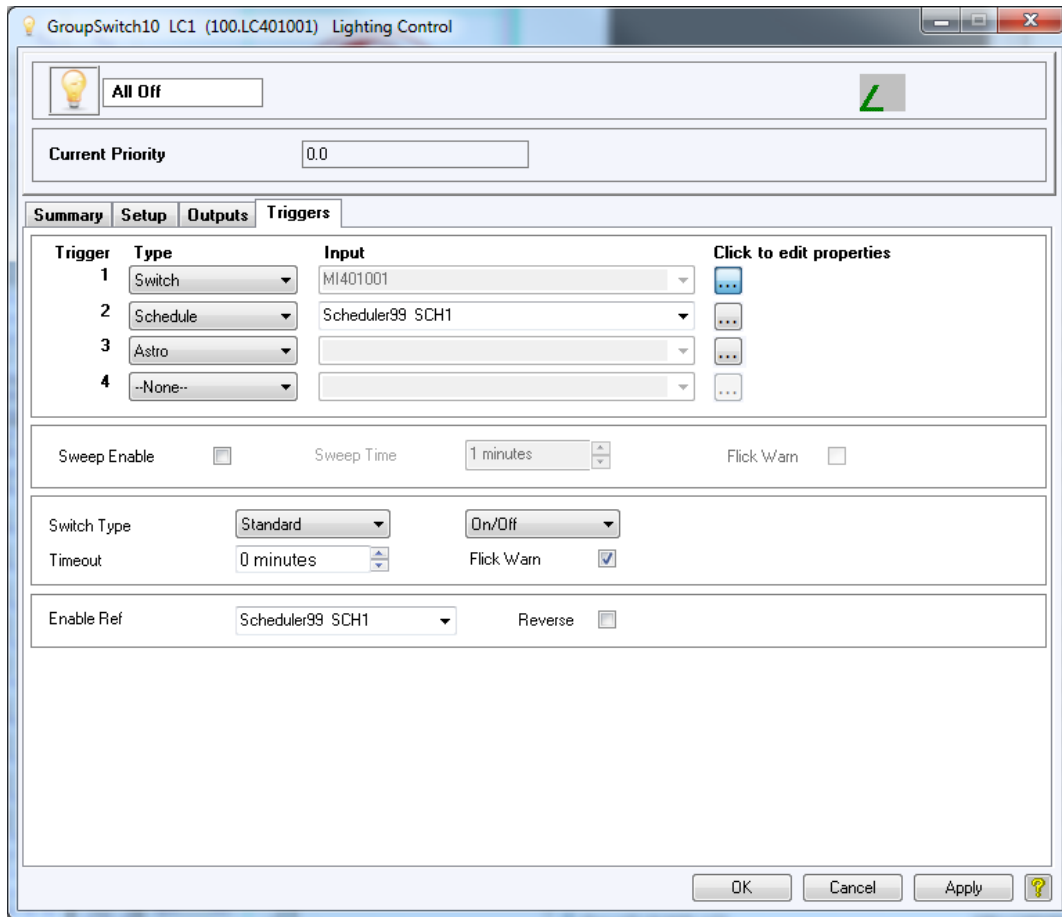 GroupSwitch10 LC1 (100.LC401001) Lighting Control
All Off
Current Priority 0.0
Summary Setup Outputs Triggers
Trigger Type Input Click to edit properties
1 Switch MI401001 ...
2 Schedule Scheduler99 SCH1 ...
3 Astro ...
4 --None-- ...
Sweep Enable Sweep Time 1 minutes Flick Warn
Switch Type Standard On/Off
Timeout 0 minutes Flick Warn
Enable Ref Scheduler99 SCH1 Reverse
OK Cancel Apply ?